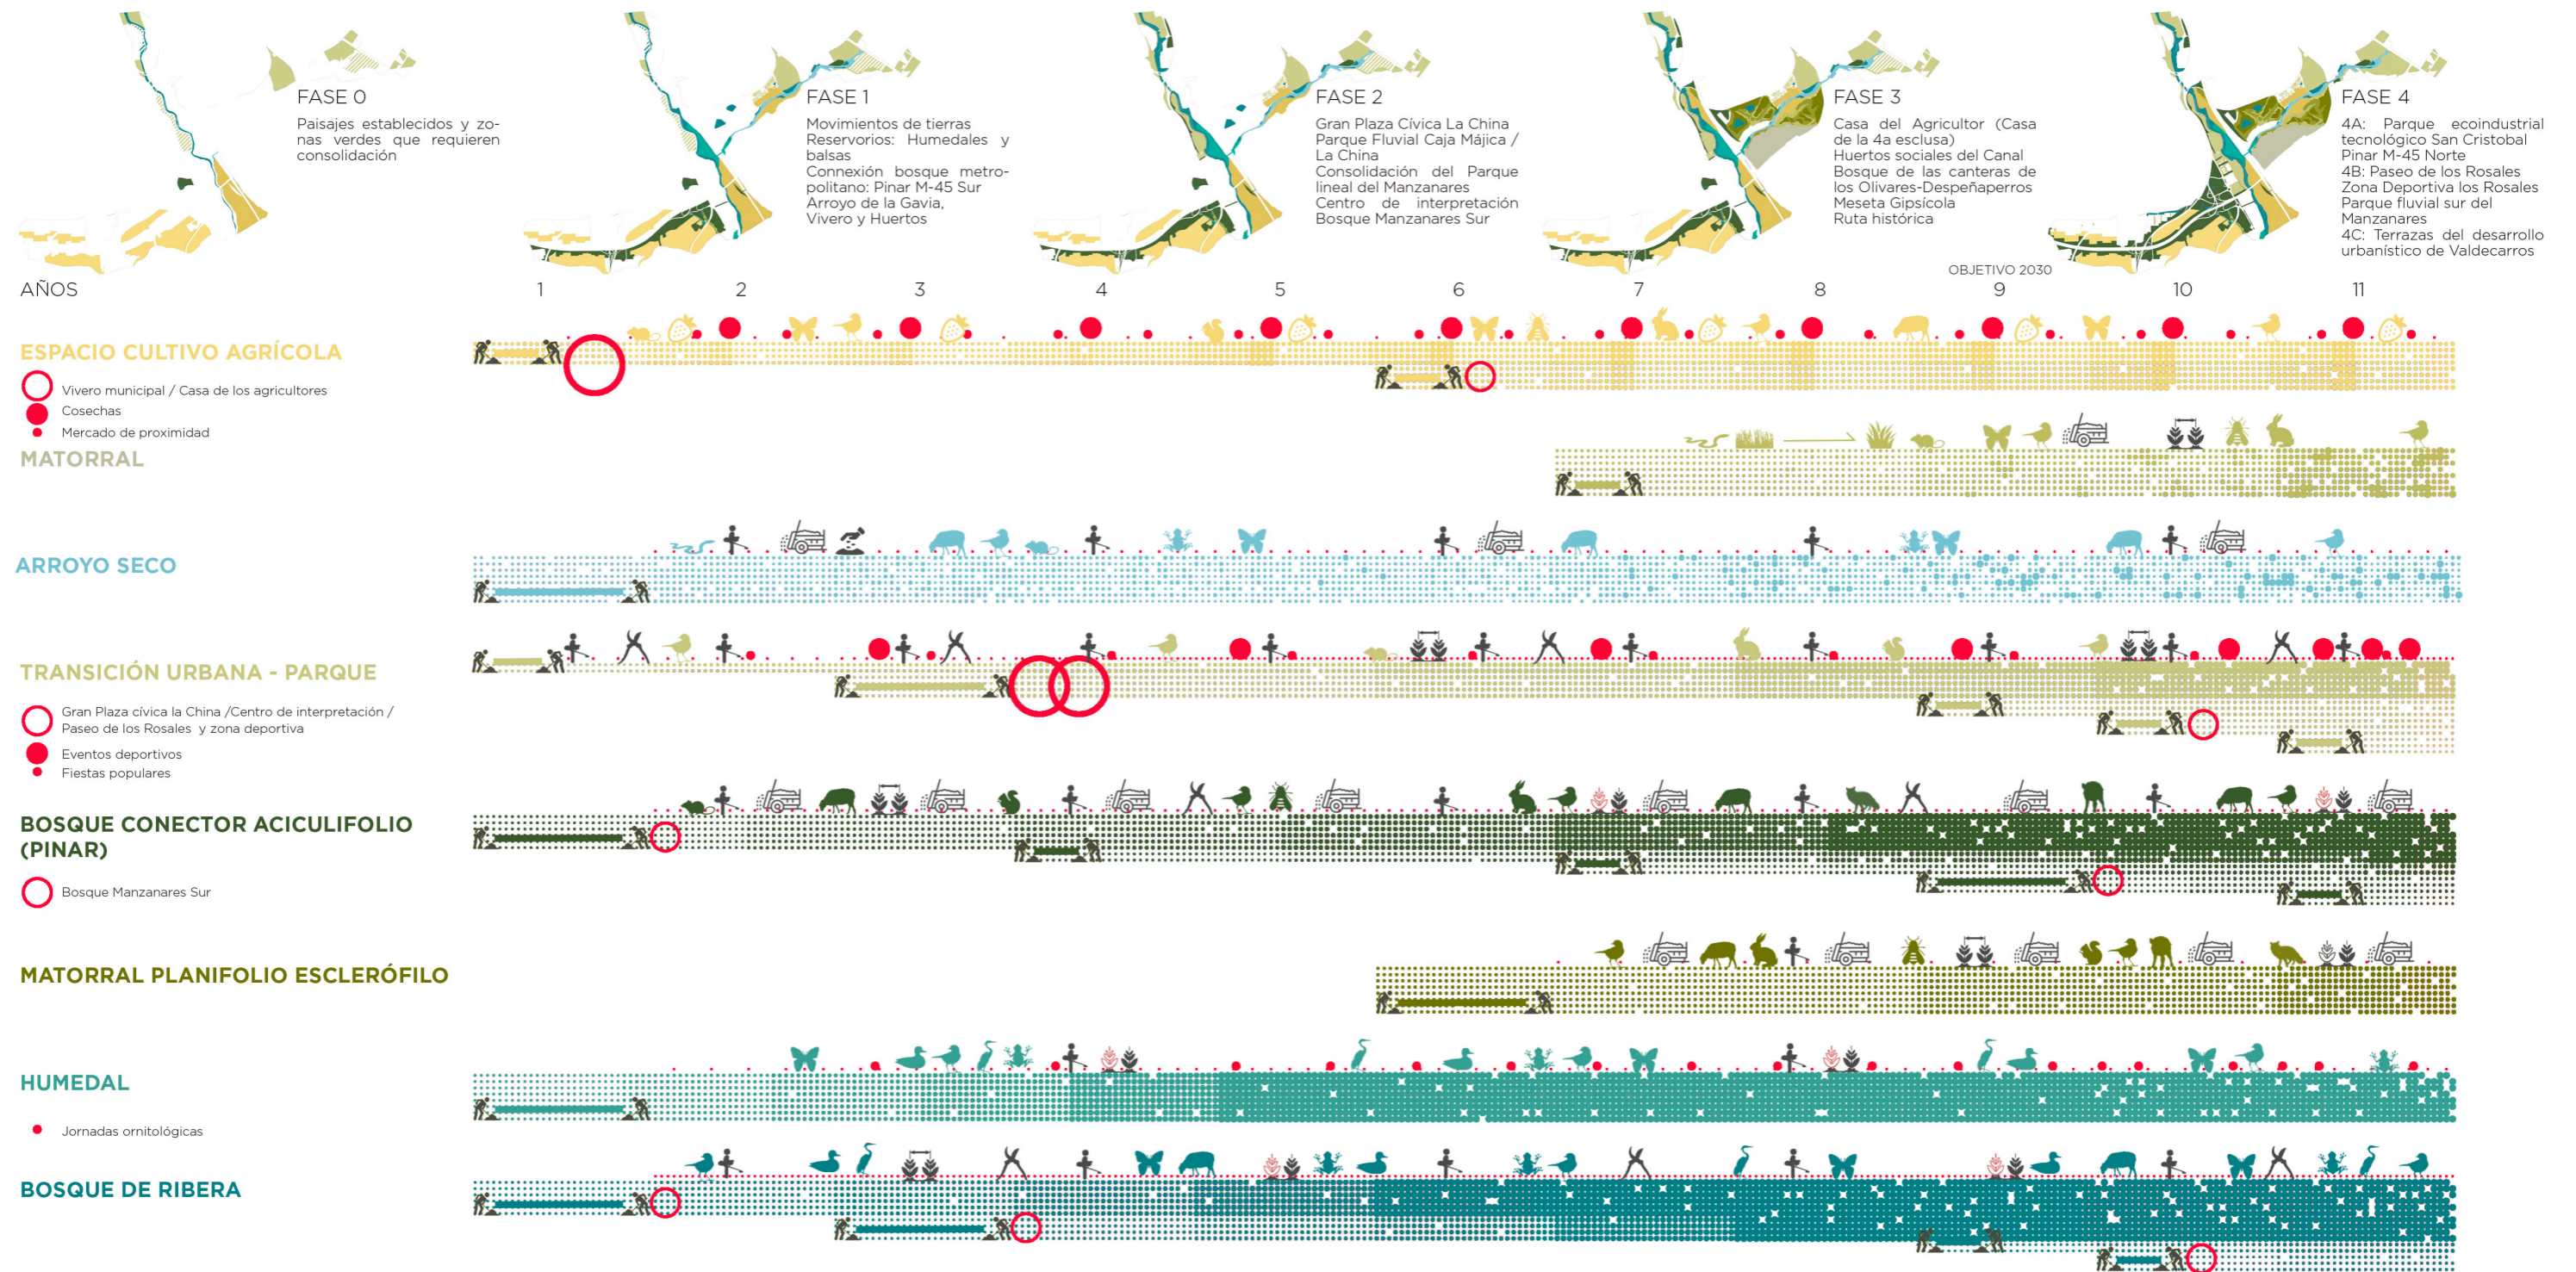 FASE 0
Paisajes establecidos y zo-
nas verdes que requieren
consolidación
FASE 1
Movimientos de tierras
Reservorios: Humedales y
balsas
Connexión bosque metro-
politano: Pinar M-45 Sur
Arroyo de la Gavia,
Vivero y Huertos
FASE 2
Gran Plaza Cívica La China
Parque Fluvial Caja Májica /
La China
Consolidación del Parque
lineal del Manzanares
Centro de interpretación
Bosque Manzanares Sur
FASE 3
Casa del Agricultor (Casa
de la 4a esclusa)
Huertos sociales del Canal
Bosque de las canteras de
los Olivares-Despeñaperros
Meseta Gipsícola
Ruta histórica
FASE 4
4A: Parque ecoindustrial
tecnológico San Cristobal
Pinar M-45 Norte
4B: Paseo de los Rosales
Zona Deportiva los Rosales
Parque fluvial sur del
Manzanares
4C: Terrazas del desarrollo
urbanístico de Valdecarros
OBJETIVO 2030
AÑOS 1 2 3 4 5 6 7 8 9 10 11
ESPACIO CULTIVO AGRÍCOLA
Vivero municipal / Casa de los agricultores
Cosechas
Mercado de proximidad
MATORRAL
ARROYO SECO
TRANSICIÓN URBANA - PARQUE
Gran Plaza cívica la China /Centro de interpretación /
Paseo de los Rosales y zona deportiva
Eventos deportivos
Fiestas populares
BOSQUE CONECTOR ACICULIFOLIO
(PINAR)
Bosque Manzanares Sur
MATORRAL PLANIFOLIO ESCLERÓFILO
HUMEDAL
Jornadas ornitológicas
BOSQUE DE RIBERA